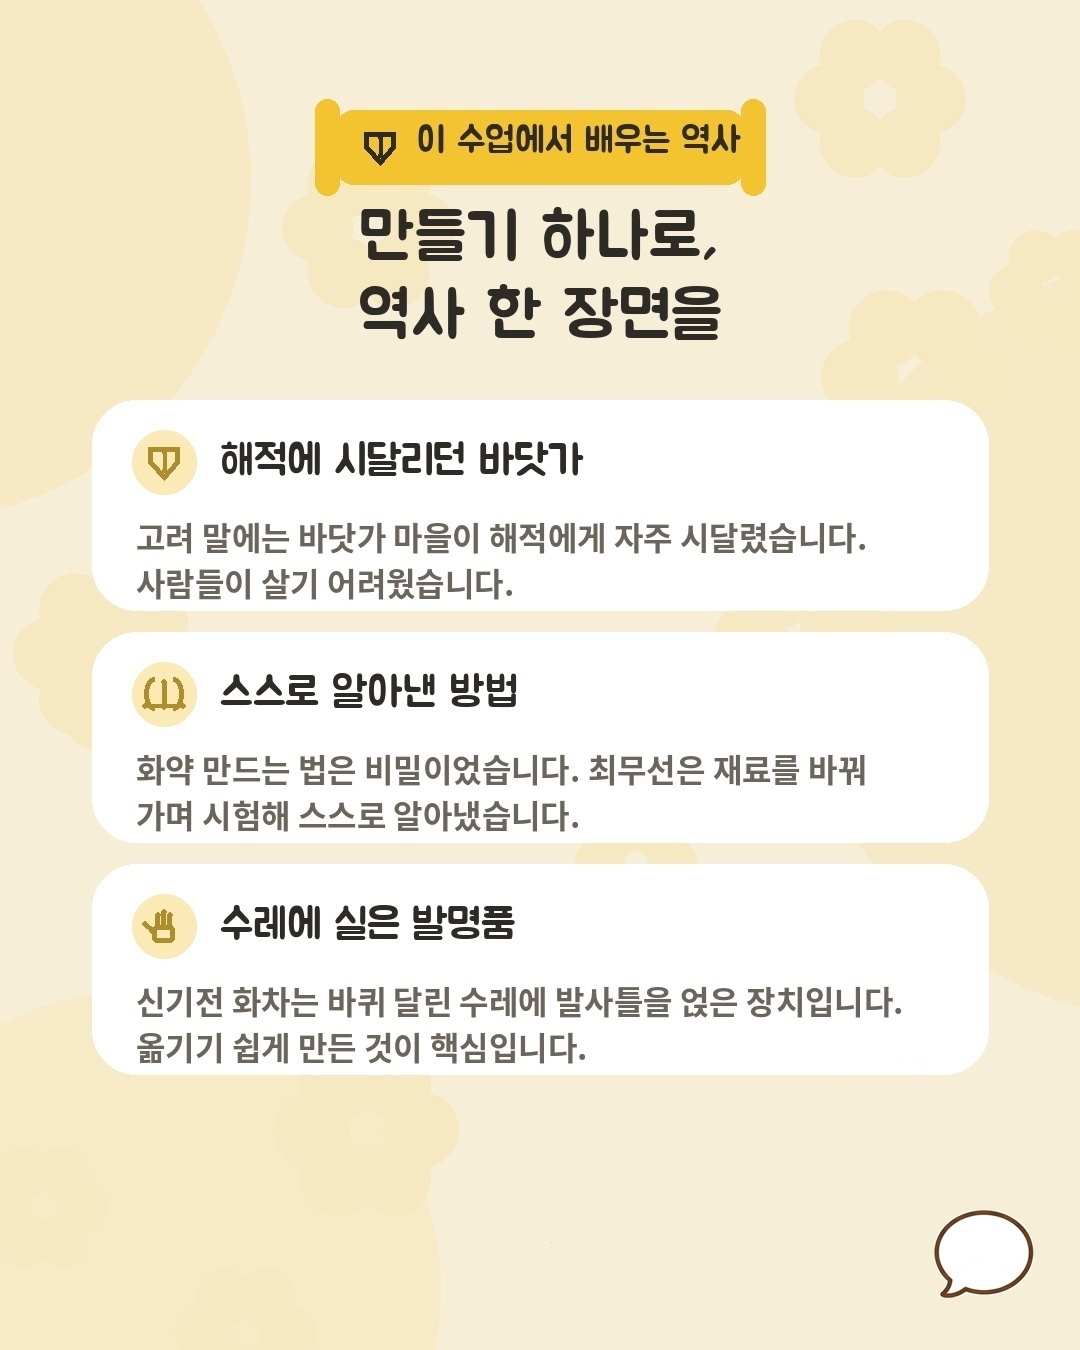 이 수업에서 배우는 역사
만들기 하나로,
역사 한 장면을
해적에 시달리던 바닷가
고려 말에는 바닷가 마을이 해적에게 자주 시달렸습니다.
사람들이 살기 어려웠습니다.
스스로 알아낸 방법
화약 만드는 법은 비밀이었습니다. 최무선은 재료를 바꿔
가며 시험해 스스로 알아냈습니다.
수레에 실은 발명품
신기전 화차는 바퀴 달린 수레에 발사틀을 얹은 장치입니다.
옮기기 쉽게 만든 것이 핵심입니다.